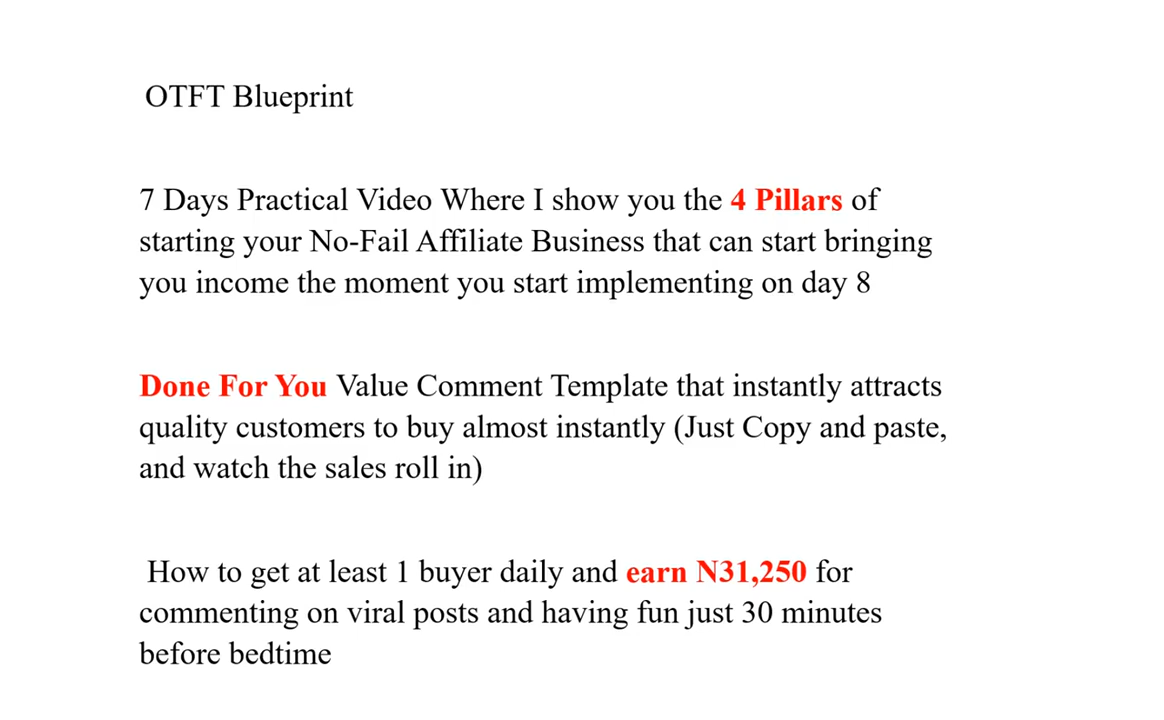 OTFT Blueprint
7 Days Practical Video Where I show you the 4 Pillars of
starting your No-Fail Affiliate Business that can start bringing
you income the moment you start implementing on day 8
Done For You Value Comment Template that instantly attracts
quality customers to buy almost instantly (Just Copy and paste,
and watch the sales roll in)
How to get at least 1 buyer daily and earn N31,250 for
commenting on viral posts and having fun just 30 minutes
before bedtime